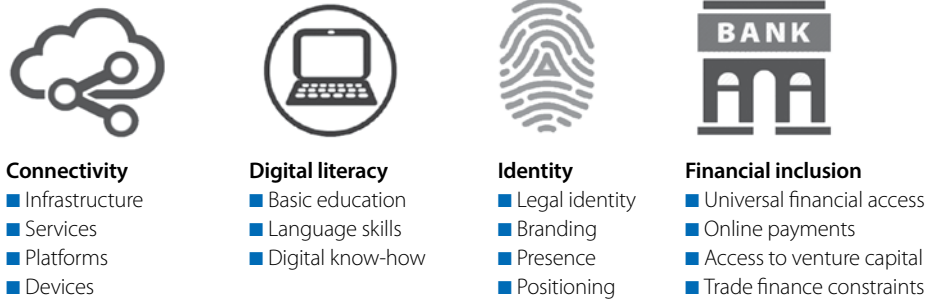 BANK
Connectivity
■ Infrastructure
■ Services
■ Platforms
■ Devices
Digital literacy
■ Basic education
■ Language skills
■ Digital know-how
Identity
■ Legal identity
■ Branding
■ Presence
■ Positioning
Financial inclusion
■ Universal financial access
■ Online payments
■ Access to venture capital
■ Trade finance constraints